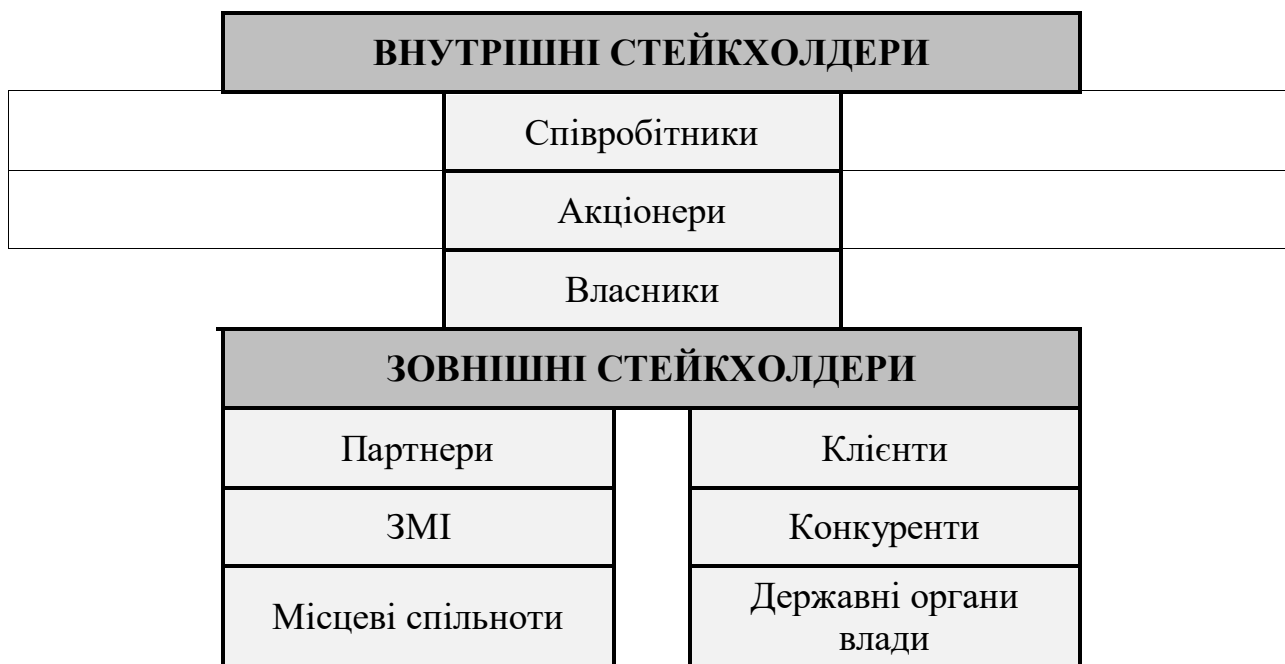 ВНУТРІШНІ СТЕЙКХОЛДЕРИ
Співробітники
Акціонери
Власники
ЗОВНІШНІ СТЕЙКХОЛДЕРИ
Партнери
Клієнти
ЗМІ
Конкуренти
Місцеві спільноти
Державні органи
влади